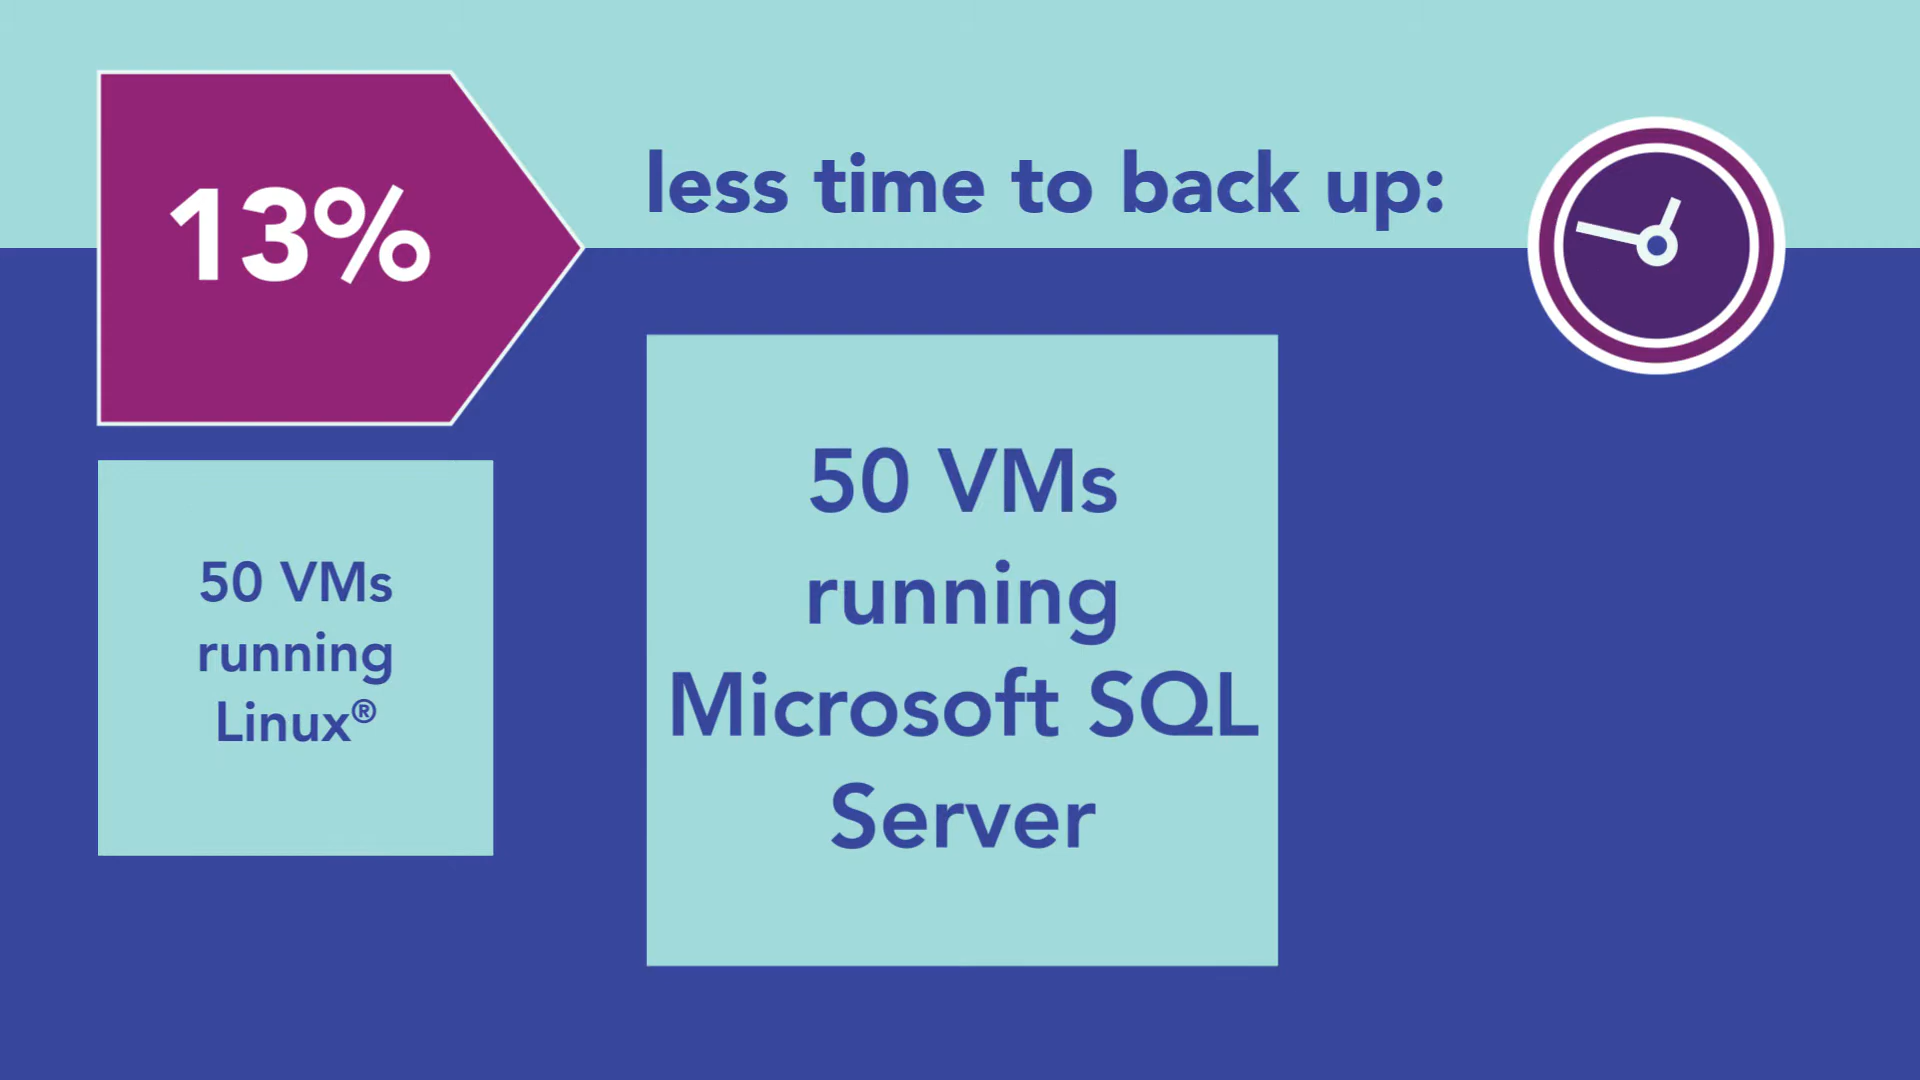 13%
less time to back up:
50 VMs
running
Linux®
50 VMs
running
Microsoft SQL
Server